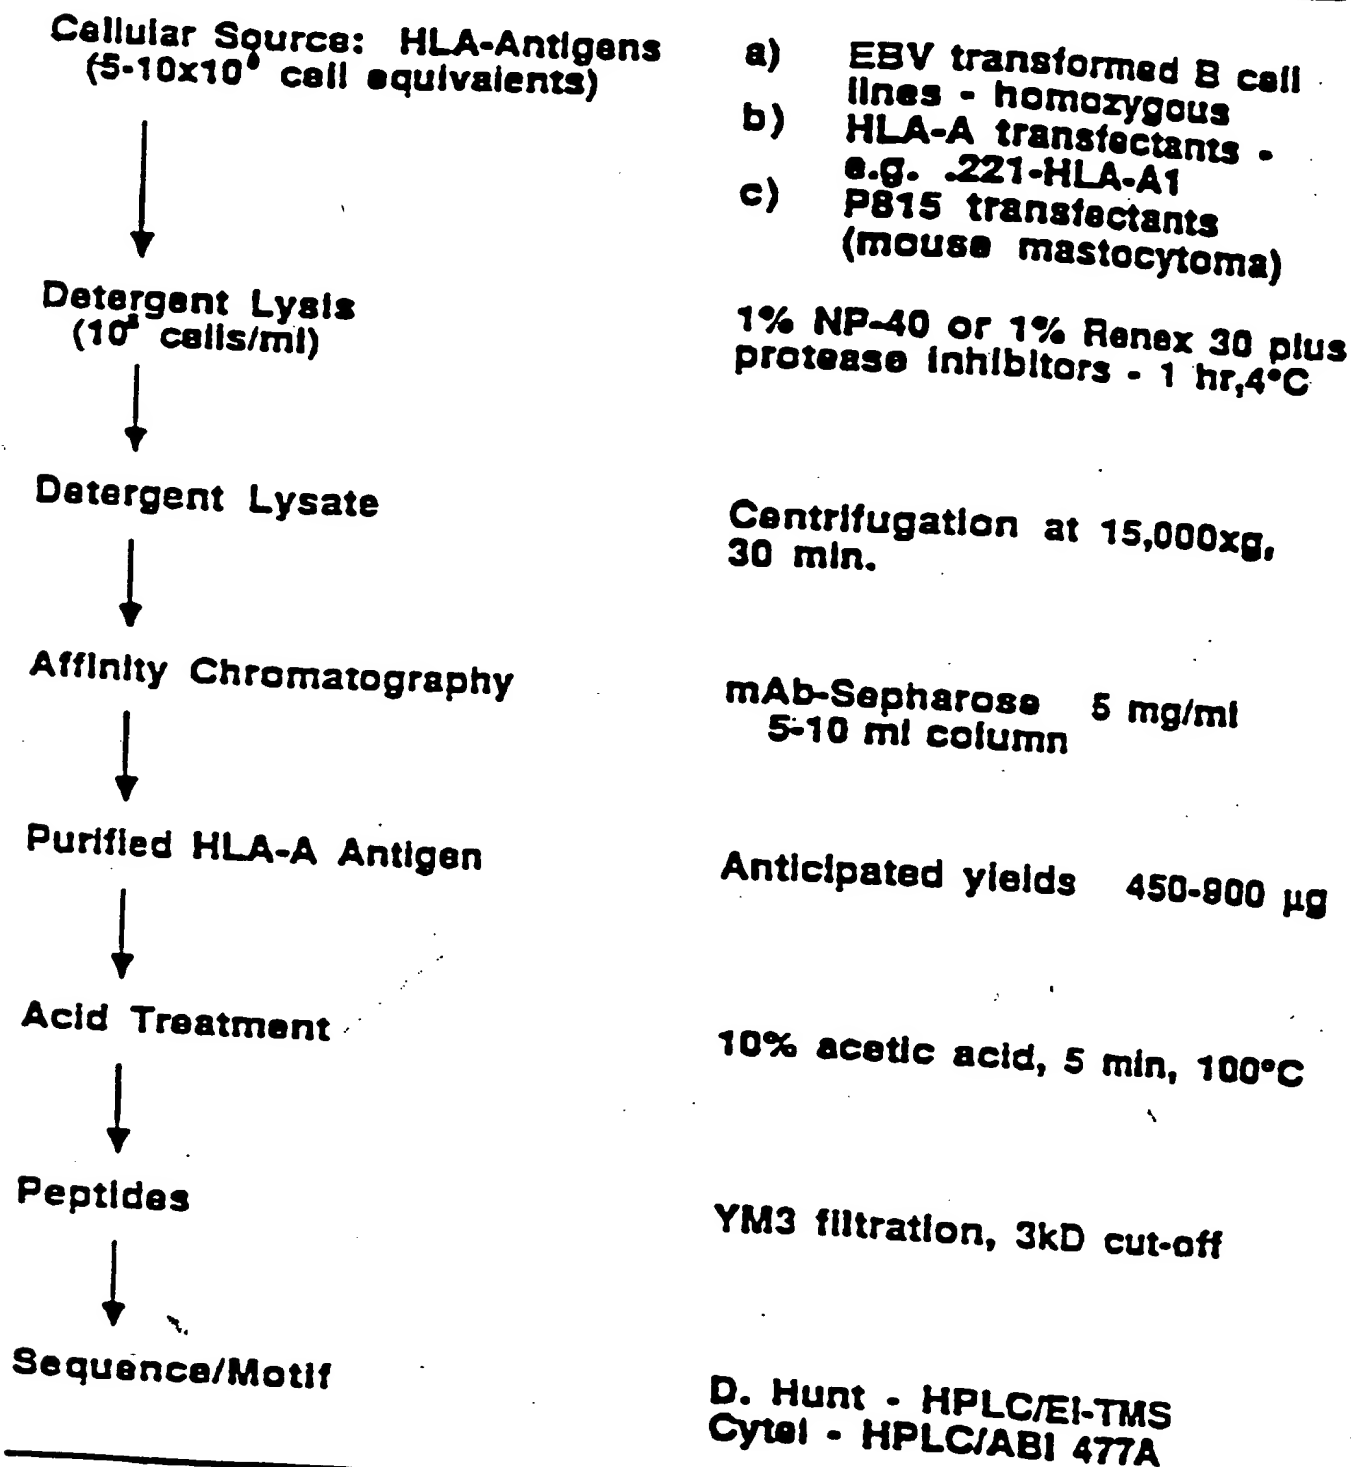 Cellular Source: HLA-Antigens
(5-10x10⁹ cell equivalents)
a) EBV transformed B cell
lines - homozygous
b) HLA-A transfectants -
e.g. .221-HLA-A1
c) P815 transfectants
(mouse mastocytoma)
Detergent Lysis
(10⁸ cells/ml)
1% NP-40 or 1% Renex 30 plus
protease inhibitors - 1 hr,4°C
Detergent Lysate
Centrifugation at 15,000xg,
30 min.
Affinity Chromatography
mAb-Sepharose 5 mg/ml
5-10 ml column
Purified HLA-A Antigen
Anticipated yields 450-900 µg
Acid Treatment
10% acetic acid, 5 min, 100°C
Peptides
YM3 filtration, 3kD cut-off
Sequence/Motif
D. Hunt - HPLC/EI-TMS
Cytel - HPLC/ABI 477A